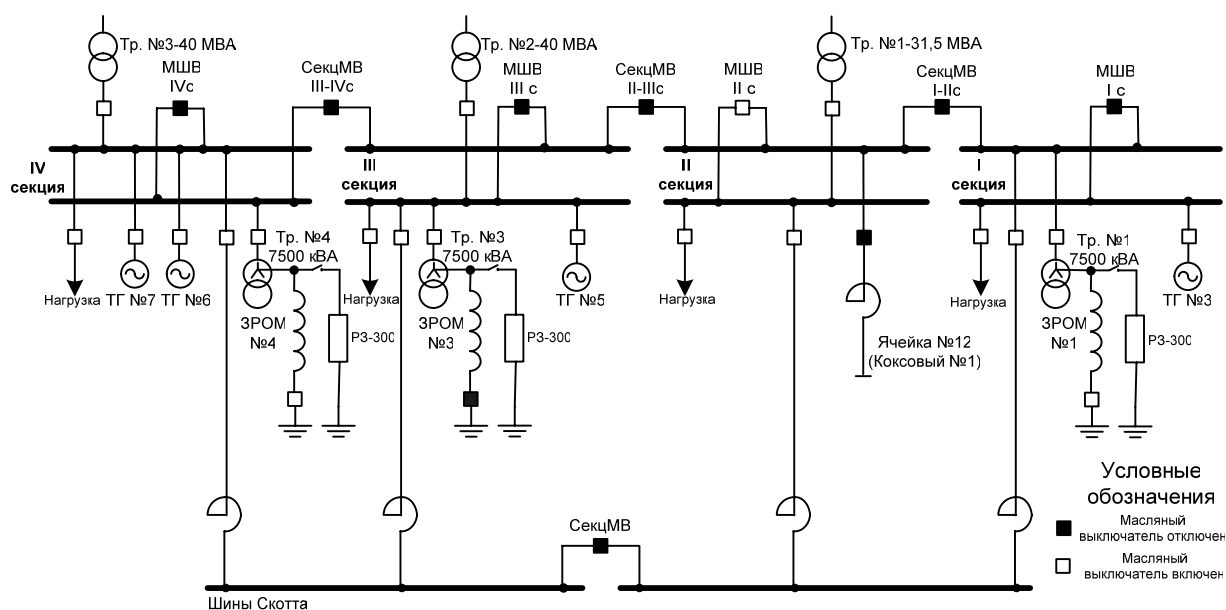 Тр. №3-40 МВА
Тр. №2-40 МВА
Тр. №1-31,5 МВА
МШВ
IVс
СекцМВ
III-IVс
МШВ
III с
СекцМВ
II-IIIс
МШВ
II с
СекцМВ
I-IIс
МШВ
I с
IV
секция
III
секция
II
секция
I
секция
Нагрузка
ТГ №7
ТГ №6
Тр. №4
7500 кВА
ЗРОМ
№4
РЗ-300
Нагрузка
Тр. №3
7500 кВА
ЗРОМ
№3
РЗ-300
ТГ №5
Нагрузка
Ячейка №12
(Коксовый №1)
Нагрузка
Тр. №1
7500 кВА
ЗРОМ
№1
РЗ-300
ТГ №3
СекцМВ
Шины Скотта
Условные
обозначения
Масляный
выключатель отключен
Масляный
выключатель включен